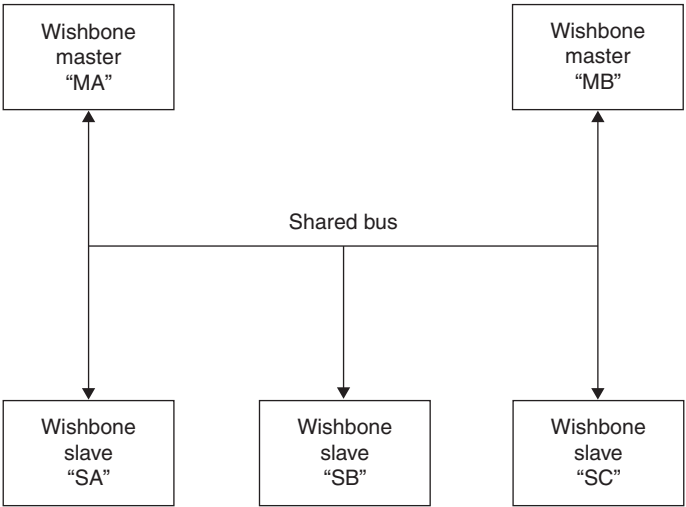 Wishbone
master
“MA”
Wishbone
master
“MB”
Shared bus
Wishbone
slave
“SA”
Wishbone
slave
“SB”
Wishbone
slave
“SC”